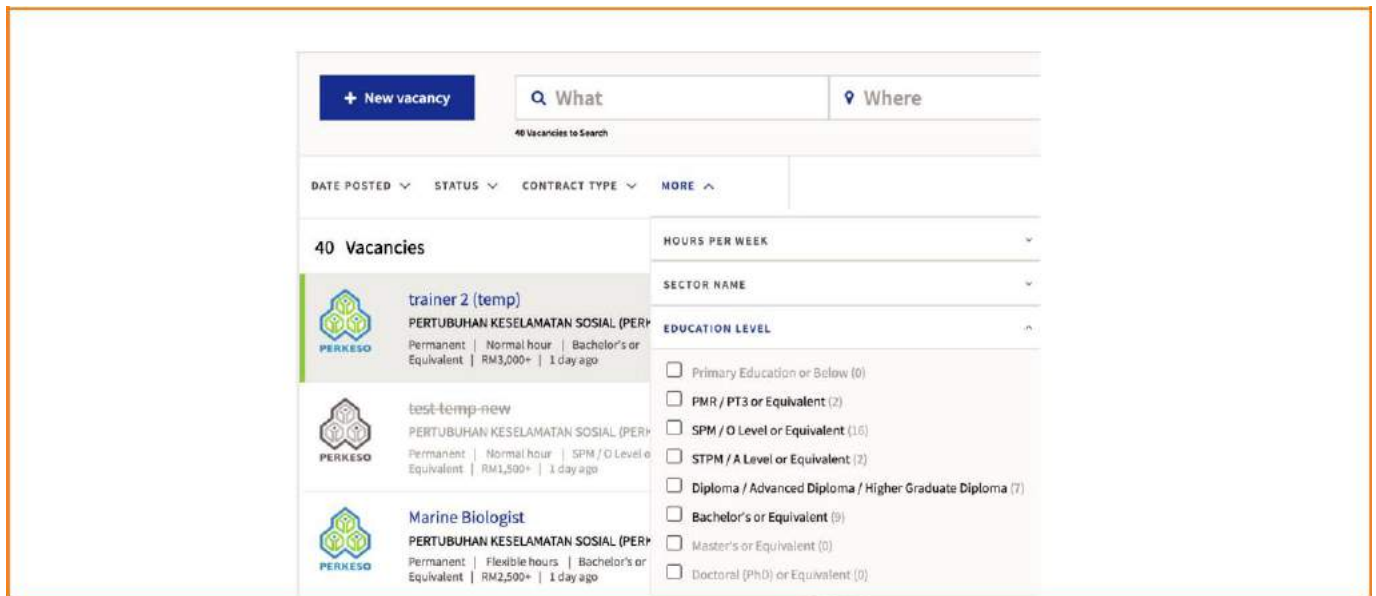 + New vacancy
What
Where
40 Vacancies to Search
DATE POSTED
STATUS
CONTRACT TYPE
MORE
40 Vacancies
HOURS PER WEEK
SECTOR NAME
EDUCATION LEVEL
Primary Education or Below (0)
PMR / PT3 or Equivalent (2)
SPM / O Level or Equivalent (16)
STPM / A Level or Equivalent (2)
Diploma / Advanced Diploma / Higher Graduate Diploma (7)
Bachelor's or Equivalent (9)
Master's or Equivalent (0)
Doctoral (PhD) or Equivalent (0)
PERKESO
trainer 2 (temp)
PERTUBUHAN KESELAMATAN SOSIAL (PERK
Permanent | Normal hour | Bachelor's or
Equivalent | RM3,000+ | 1 day ago
PERKESO
test temp new
PERTUBUHAN KESELAMATAN SOSIAL (PERK
Permanent | Normal hour | SPM / O Level o
Equivalent | RM1,500+ | 1 day ago
PERKESO
Marine Biologist
PERTUBUHAN KESELAMATAN SOSIAL (PERK
Permanent | Flexible hours | Bachelor's or
Equivalent | RM2,500+ | 1 day ago